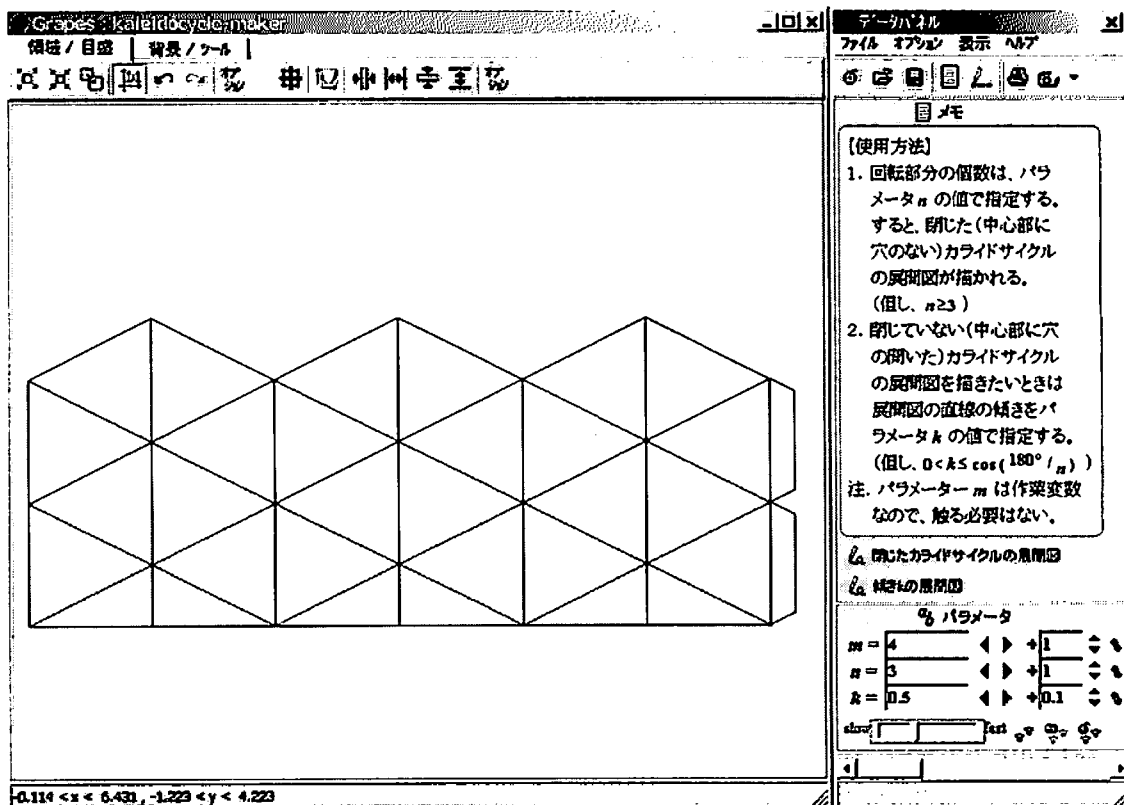 Grapes - kaleidocycle-maker
領域 / 目盛 背景 / ツール
オプション
データパネル
ファイル オプション 表示 ヘルプ
メモ
【使用方法】
1. 回転部分の個数は、パラ
メータn の値で指定する。
すると、閉じた(中心部に
穴のない)カライドサイクル
の展開図が描かれる。
(但し、n≥3 )
2. 閉じていない(中心部に穴
の開いた)カライドサイクル
の展開図を描きたいときは
展開図の直線の傾きをパ
ラメータk の値で指定する。
(但し、0<k≤ cos( 180° / n ) )
注. パラメーター m は作業変数
なので、触る必要はない。
閉じたカライドサイクルの展開図
傾きkの展開図
パラメータ
m = 4 +1
n = 3 +1
k = 0.5 +0.1
slow fast
-0.114 < x < 6.431 , -1.223 < y < 4.223